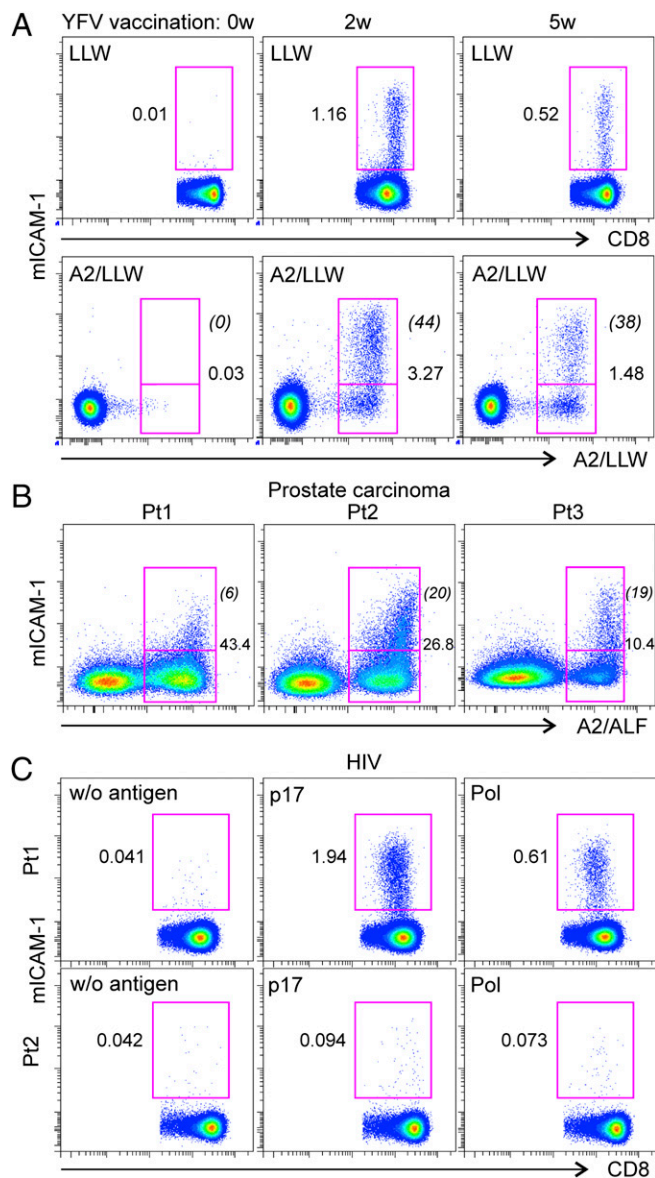 A
YFV vaccination: 0w 2w 5w
LLW LLW LLW
0.01 1.16 0.52
CD8
mICAM-1
A2/LLW A2/LLW A2/LLW
(0) (44) (38)
0.03 3.27 1.48
A2/LLW
B
Prostate carcinoma
Pt1 Pt2 Pt3
mICAM-1
(6) (20) (19)
43.4 26.8 10.4
A2/ALF
C
HIV
w/o antigen p17 Pol
Pt1
0.041 1.94 0.61
mICAM-1
w/o antigen p17 Pol
Pt2
0.042 0.094 0.073
CD8